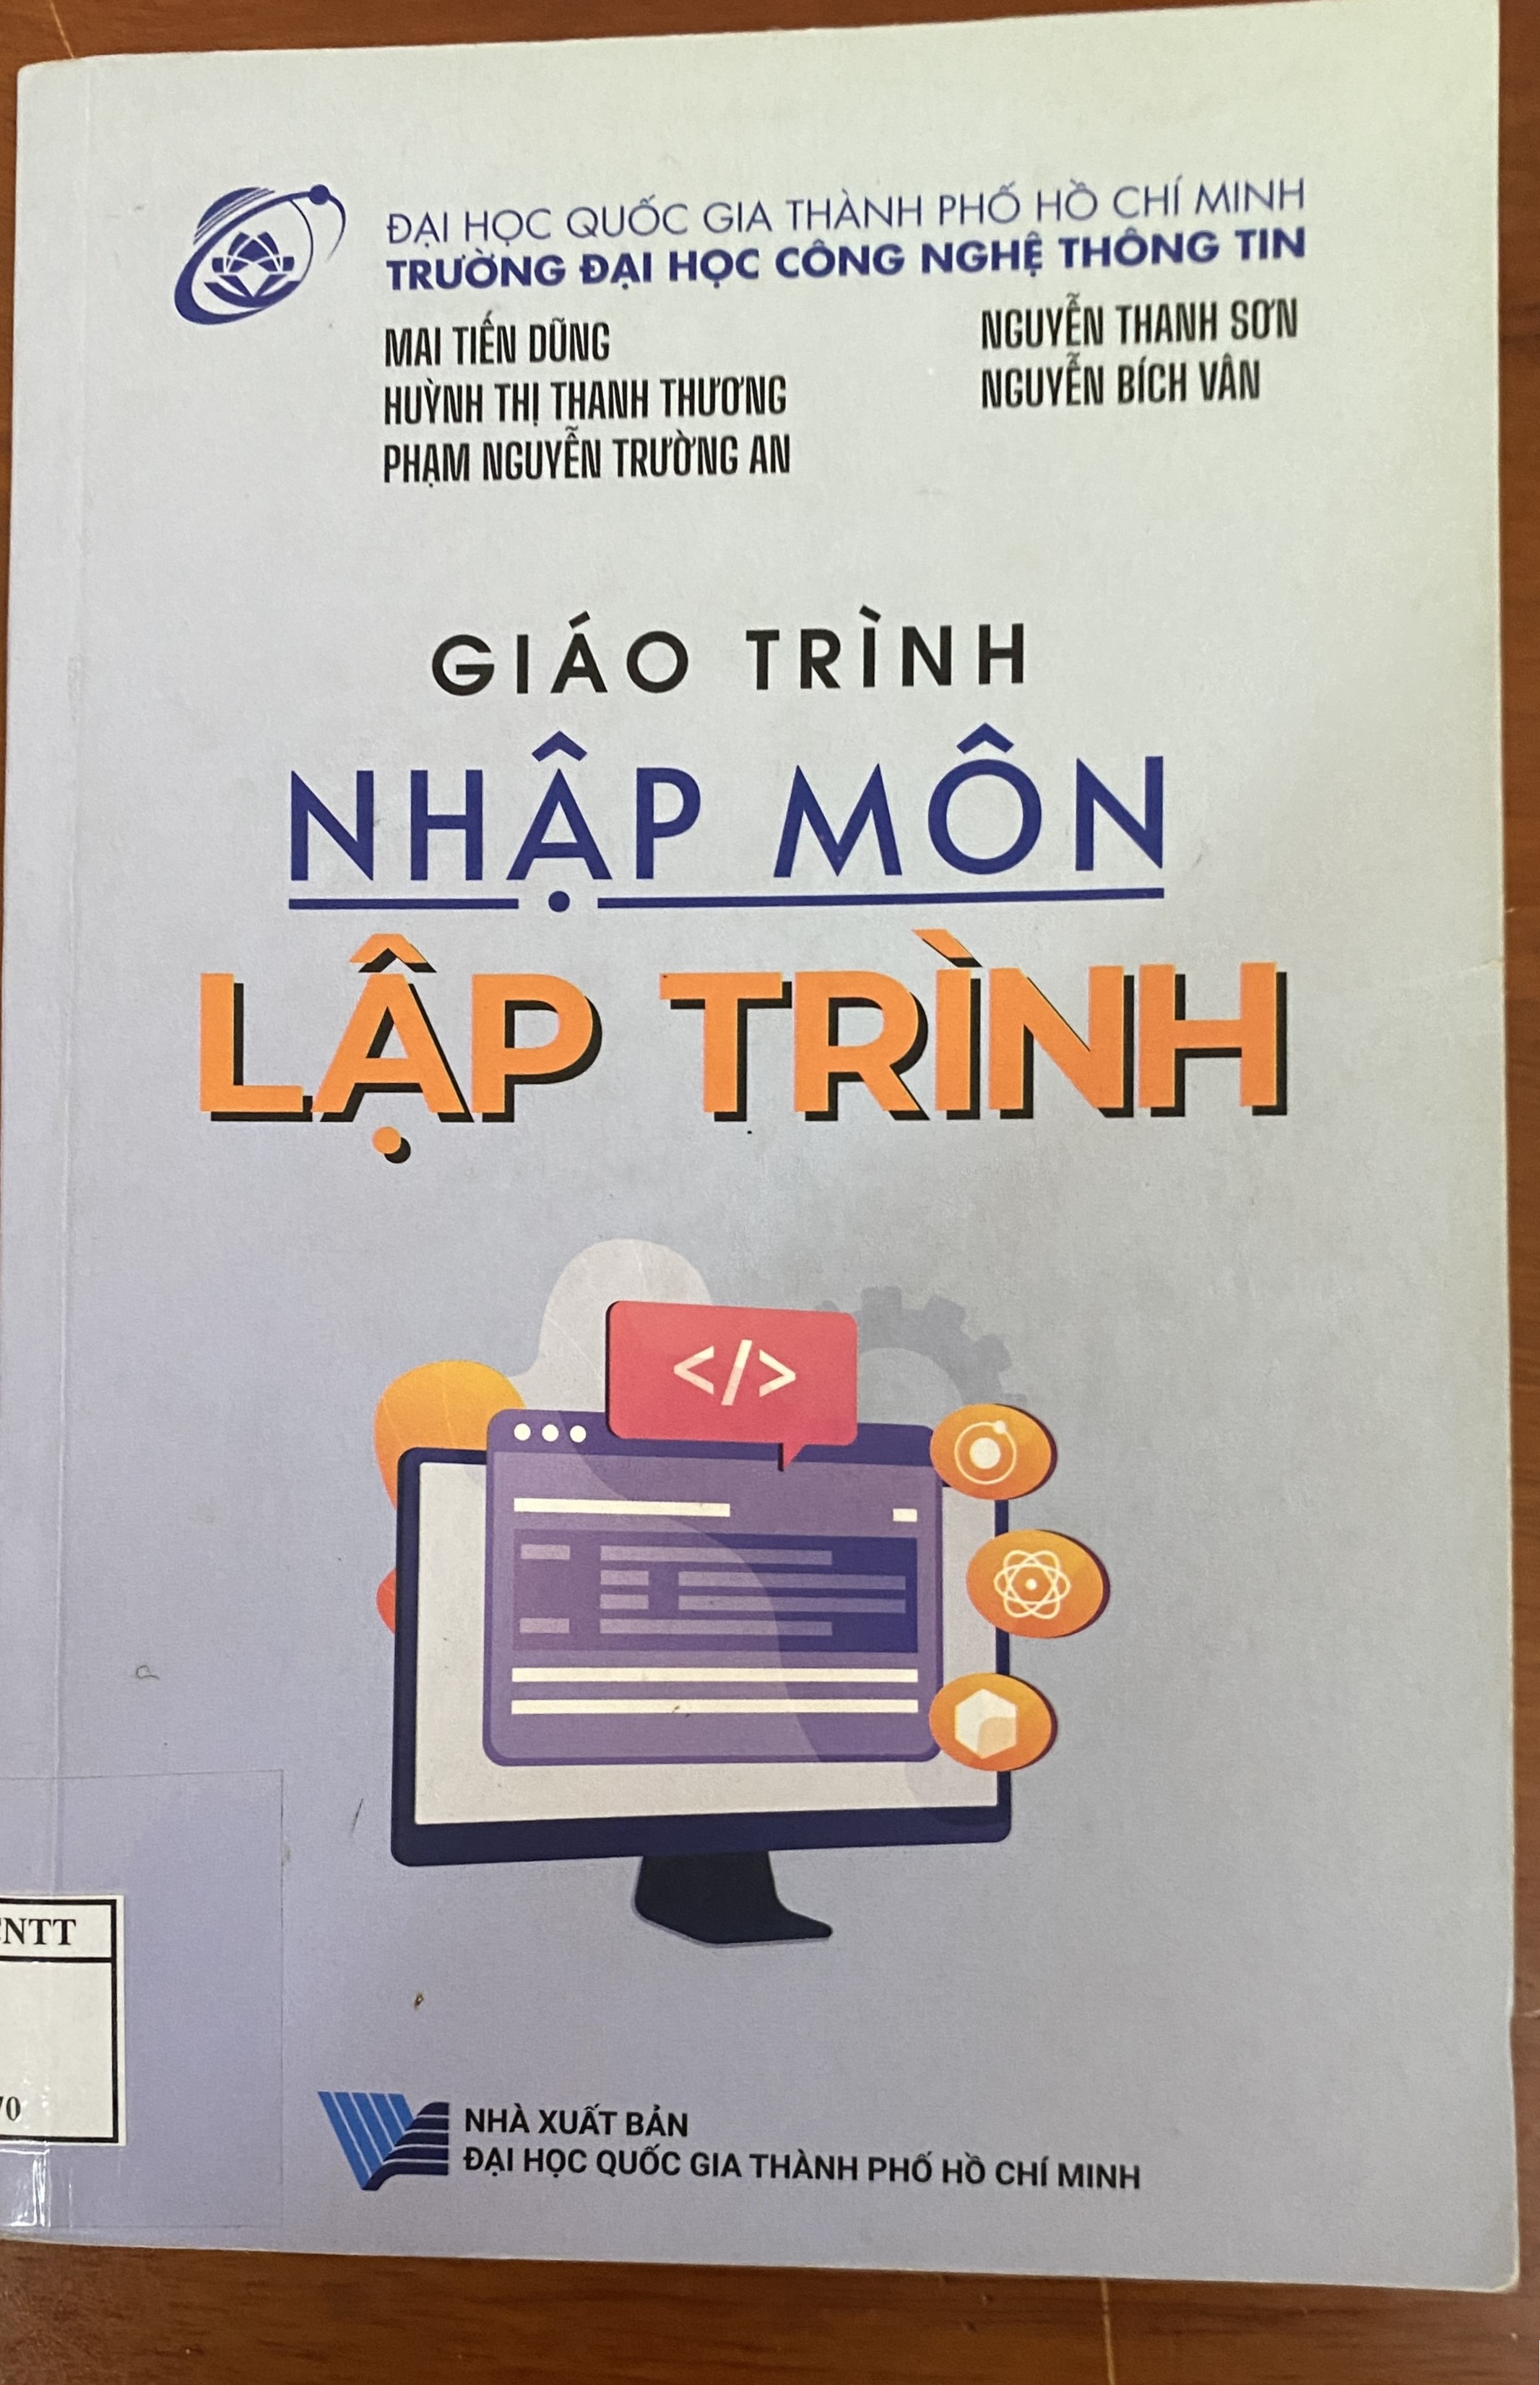 ĐẠI HỌC QUỐC GIA THÀNH PHỐ HỒ CHÍ MINH
TRƯỜNG ĐẠI HỌC CÔNG NGHỆ THÔNG TIN
MAI TIẾN DŨNG
HUỲNH THỊ THANH THƯƠNG
PHẠM NGUYỄN TRƯỜNG AN
NGUYỄN THANH SƠN
NGUYỄN BÍCH VÂN
GIÁO TRÌNH
NHẬP MÔN
LẬP TRÌNH
</>
NTT
70
NHÀ XUẤT BẢN
ĐẠI HỌC QUỐC GIA THÀNH PHỐ HỒ CHÍ MINH